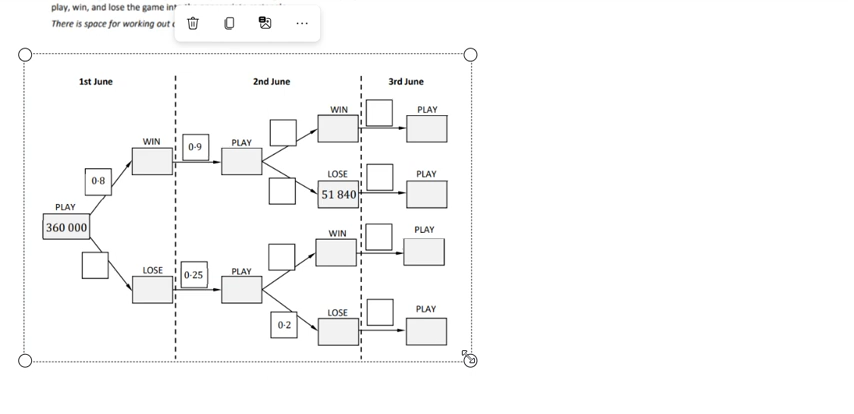 play, win, and lose the game int
There is space for working out
1st June
2nd June
3rd June
WIN
PLAY
WIN
PLAY
0·9
LOSE
PLAY
0·8
51 840
PLAY
360 000
WIN
PLAY
LOSE
0·25
PLAY
LOSE
PLAY
0·2